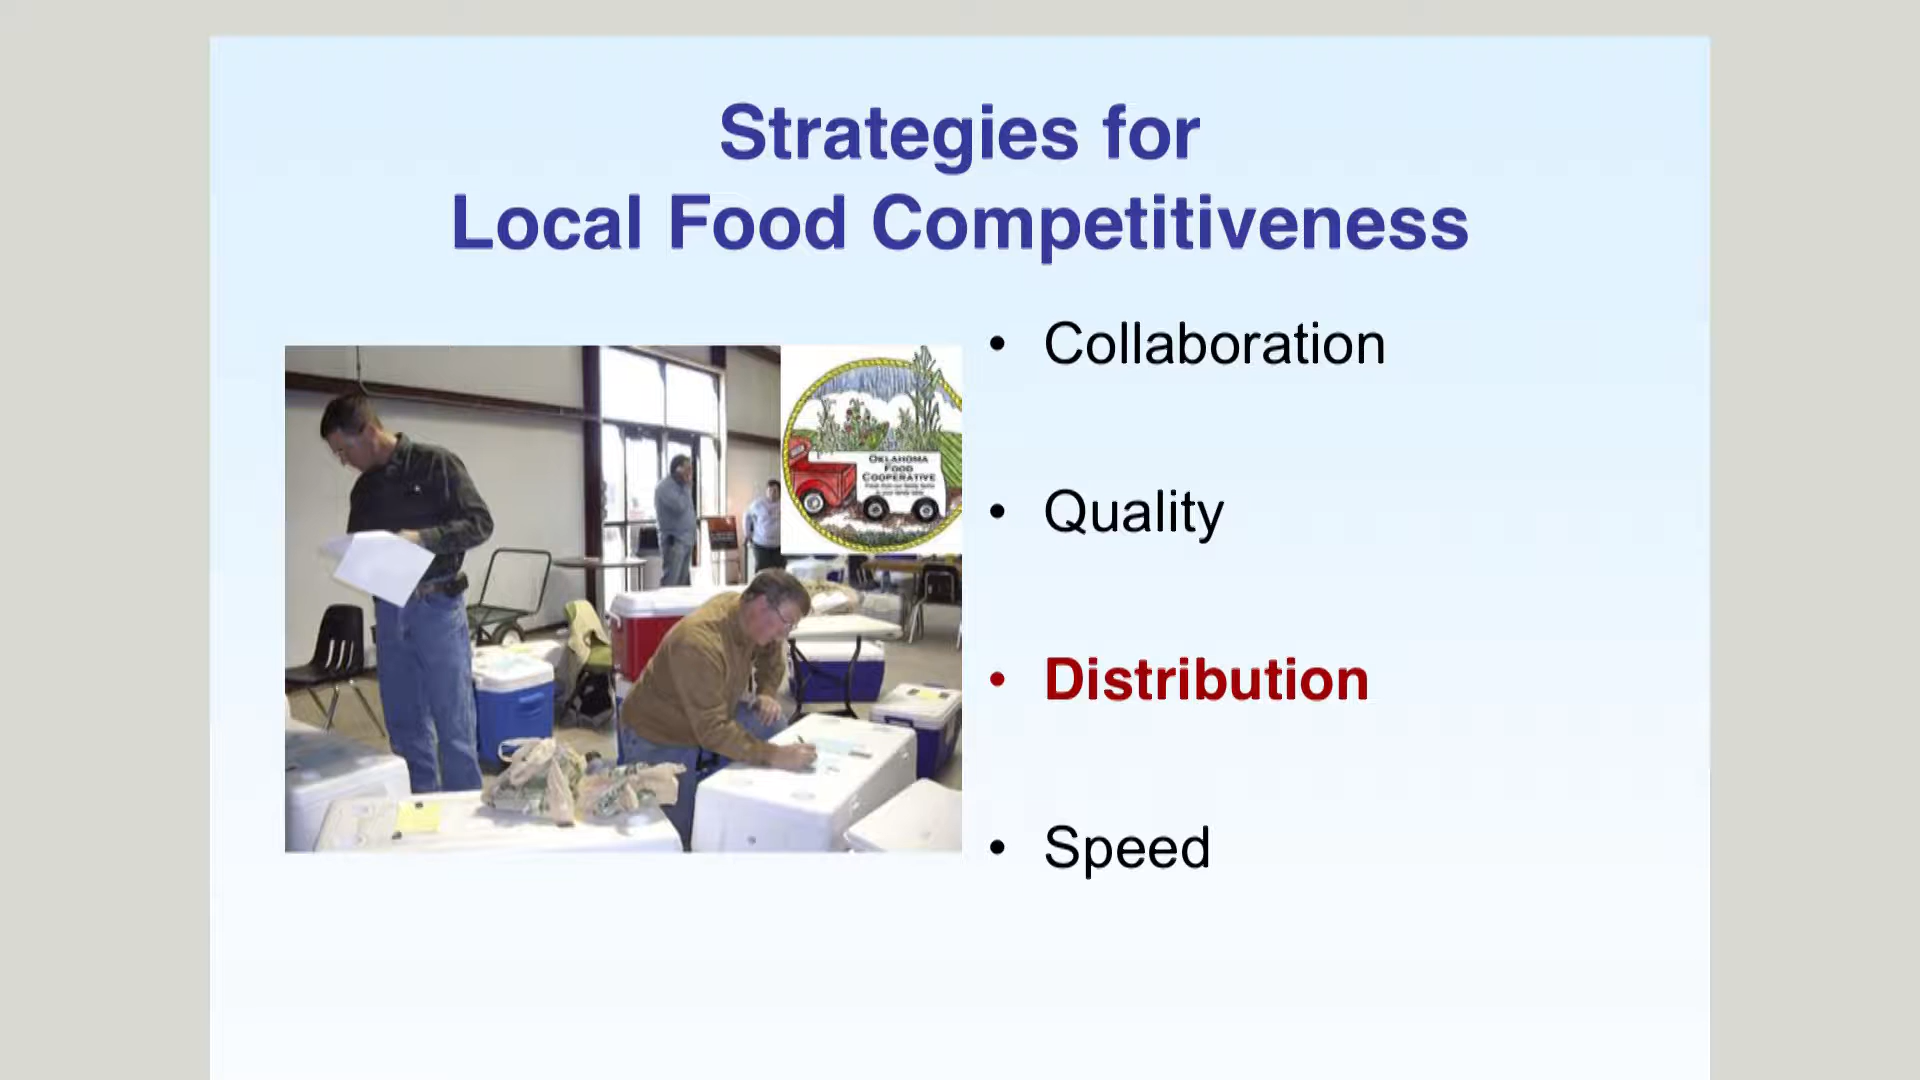 Strategies for
Local Food Competitiveness
• Collaboration
OKLAHOMA
FOOD
COOPERATIVE
• Quality
• Distribution
• Speed